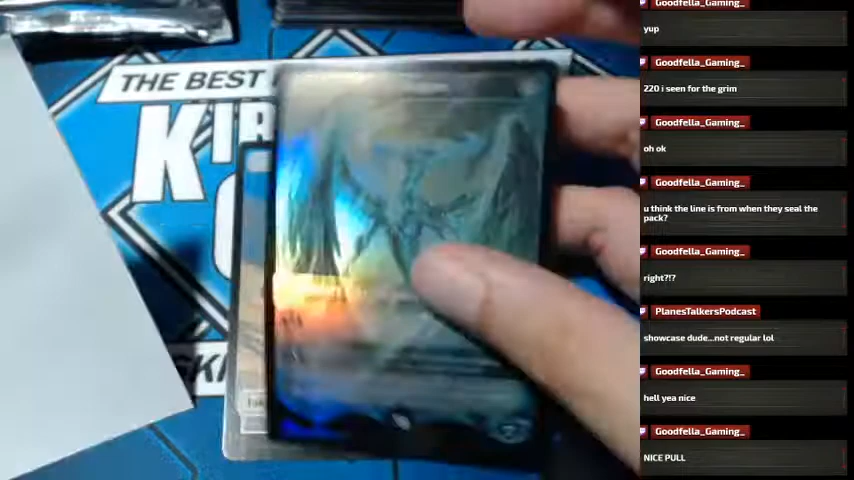 THE BEST
KI
Goodfella_Gaming_
yup
Goodfella_Gaming_
220 i seen for the grim
Goodfella_Gaming_
oh ok
Goodfella_Gaming_
u think the line is from when they seal the
pack?
Goodfella_Gaming_
right?!?
PlanesTalkersPodcast
showcase dude...not regular lol
Goodfella_Gaming_
hell yea nice
Goodfella_Gaming_
NICE PULL